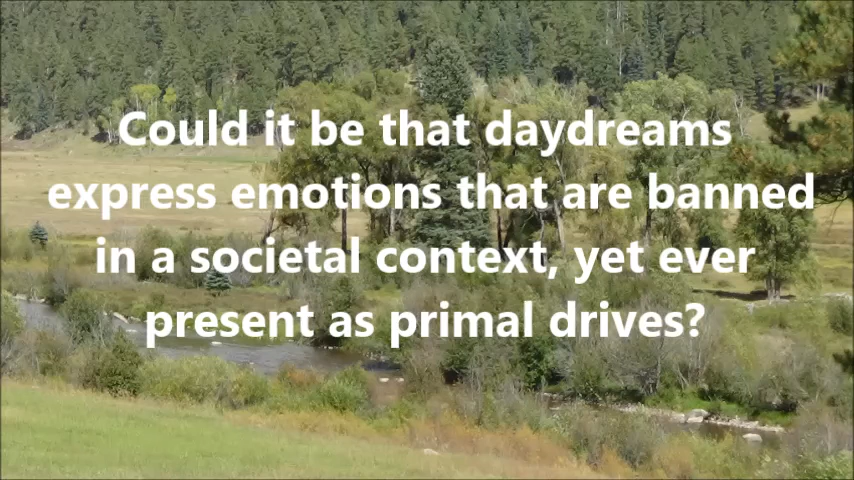 Could it be that daydreams
express emotions that are banned
in a societal context, yet ever
present as primal drives?